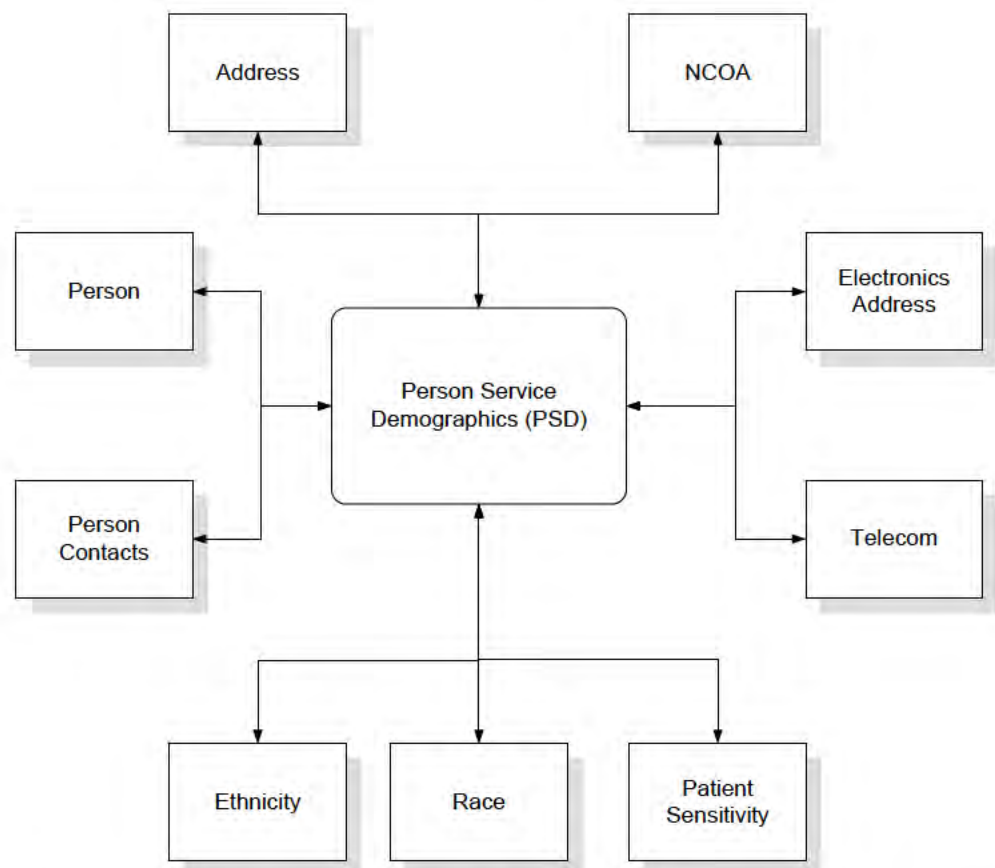 Address
NCOA
Person
Electronics
Address
Person Service
Demographics (PSD)
Person
Contacts
Telecom
Ethnicity
Race
Patient
Sensitivity